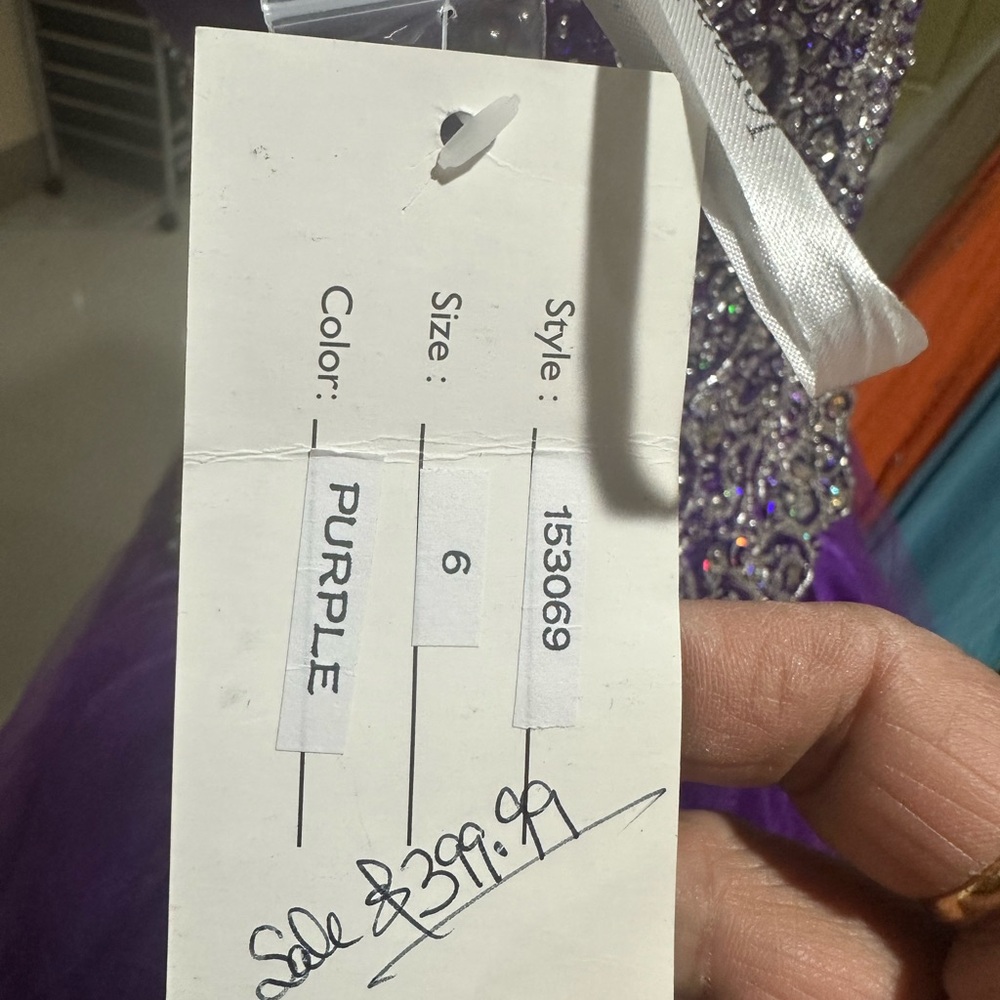 Style: 153069
Size: 6
Color: PURPLE
Sale $399.99